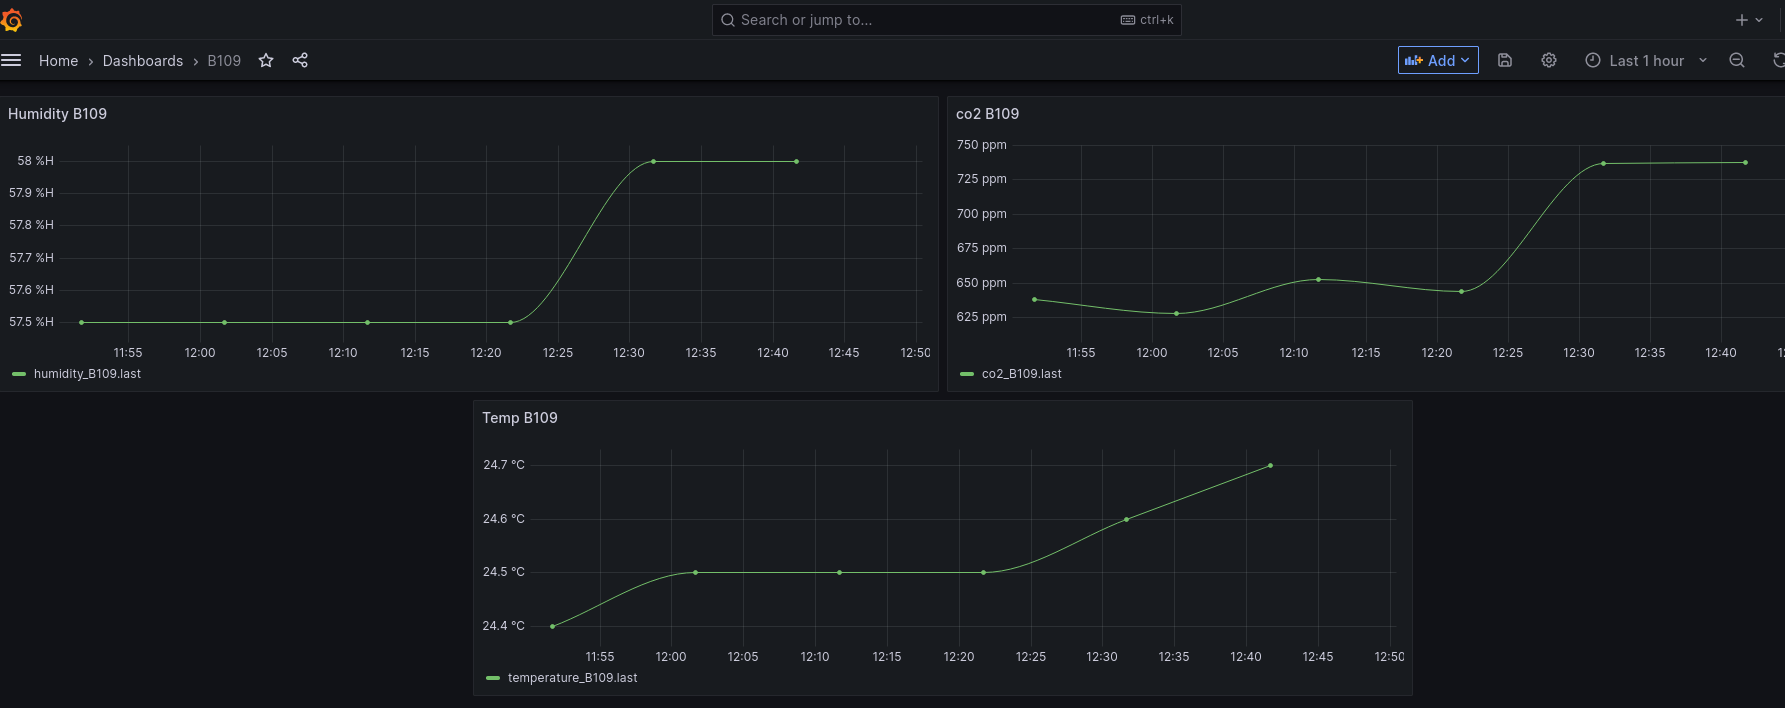 Search or jump to... ctrl+k
Home Dashboards B109 Add Last 1 hour
Humidity B109
58 %H
57.9 %H
57.8 %H
57.7 %H
57.6 %H
57.5 %H
11:55 12:00 12:05 12:10 12:15 12:20 12:25 12:30 12:35 12:40 12:45 12:50
humidity_B109.last
co2 B109
750 ppm
725 ppm
700 ppm
675 ppm
650 ppm
625 ppm
11:55 12:00 12:05 12:10 12:15 12:20 12:25 12:30 12:35 12:40
co2_B109.last
Temp B109
24.7 °C
24.6 °C
24.5 °C
24.4 °C
11:55 12:00 12:05 12:10 12:15 12:20 12:25 12:30 12:35 12:40 12:45 12:50
temperature_B109.last